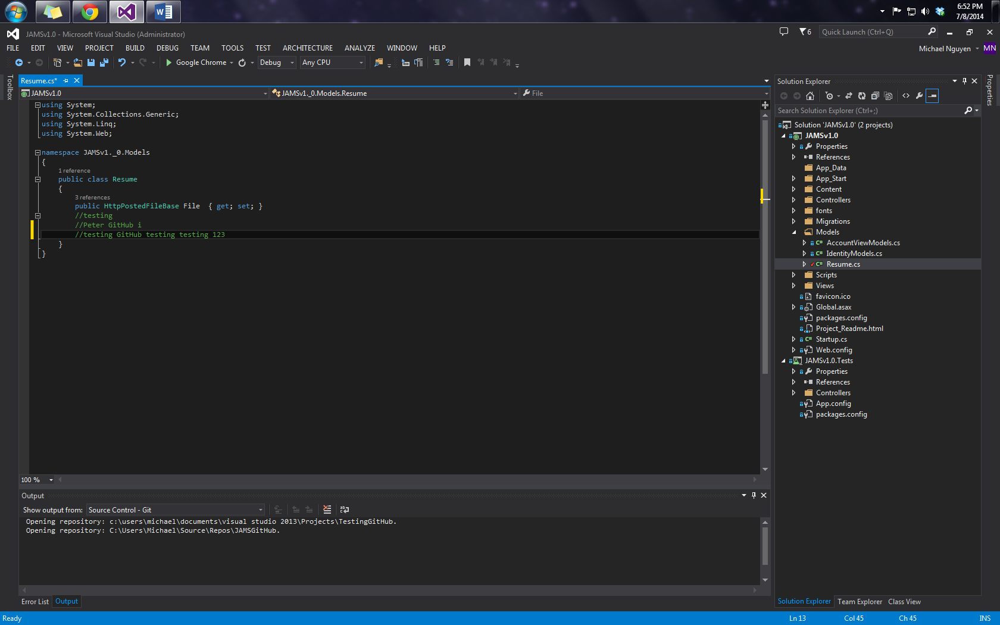 6:52 PM
7/8/2014
JAMSv1.0 - Microsoft Visual Studio (Administrator)
6
Quick Launch (Ctrl+Q)
FILE EDIT VIEW PROJECT BUILD DEBUG TEAM TOOLS TEST ARCHITECTURE ANALYZE WINDOW HELP
Michael Nguyen MN
Google Chrome Debug Any CPU
Toolbox
Resume.cs*
JAMSv1.0 JAMSv1._0.Models.Resume File
using System;
using System.Collections.Generic;
using System.Linq;
using System.Web;
namespace JAMSv1._0.Models
{
1 reference
public class Resume
{
3 references
public HttpPostedFileBase File { get; set; }
//testing
//Peter GitHub i
//testing GitHub testing testing 123
}
}
100 %
Output
Show output from: Source Control - Git
Opening repository: c:\users\michael\documents\visual studio 2013\Projects\TestingGitHub.
Opening repository: C:\Users\Michael\Source\Repos\JAMSGitHub.
Error List Output
Solution Explorer
Search Solution Explorer (Ctrl+;)
Solution 'JAMSv1.0' (2 projects)
JAMSv1.0
Properties
References
App_Data
App_Start
Content
Controllers
fonts
Migrations
Models
C# AccountViewModels.cs
C# IdentityModels.cs
C# Resume.cs
Scripts
Views
favicon.ico
Global.asax
packages.config
Project_Readme.html
C# Startup.cs
Web.config
JAMSv1.0.Tests
Properties
References
Controllers
App.config
packages.config
Solution Explorer Team Explorer Class View
Properties
Ready Ln 13 Col 45 Ch 45 INS